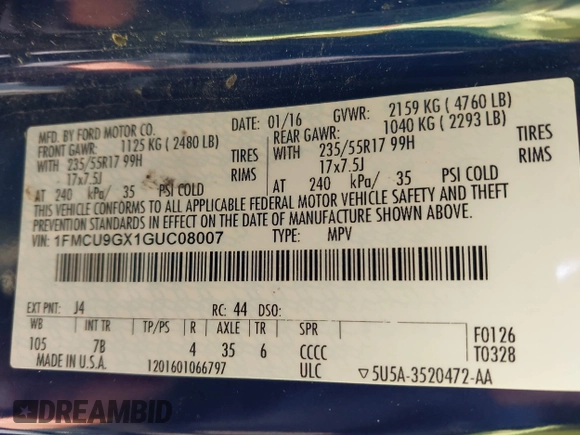 MFD. BY FORD MOTOR CO. DATE: 01/16 GVWR: 2159 KG ( 4760 LB)
FRONT GAWR: 1125 KG ( 2480 LB) REAR GAWR: 1040 KG ( 2293 LB)
WITH 235/55R17 99H TIRES WITH 235/55R17 99H TIRES
17x7.5J RIMS 17x7.5J RIMS
AT 240 kPa/ 35 PSI COLD AT 240 kPa/ 35 PSI COLD
THIS VEHICLE CONFORMS TO ALL APPLICABLE FEDERAL MOTOR VEHICLE SAFETY AND THEFT
PREVENTION STANDARDS IN EFFECT ON THE DATE OF MANUFACTURE SHOWN ABOVE.
VIN: 1FMCU9GX1GUC08007 TYPE: MPV
EXT PNT: J4 RC: 44 DSO:
WB INT TR TP/PS R AXLE TR SPR F0126
105 7B 4 35 6 CCCC T0328
MADE IN U.S.A. 1201601066797 ULC ▽5U5A-3520472-AA
DREAMBID